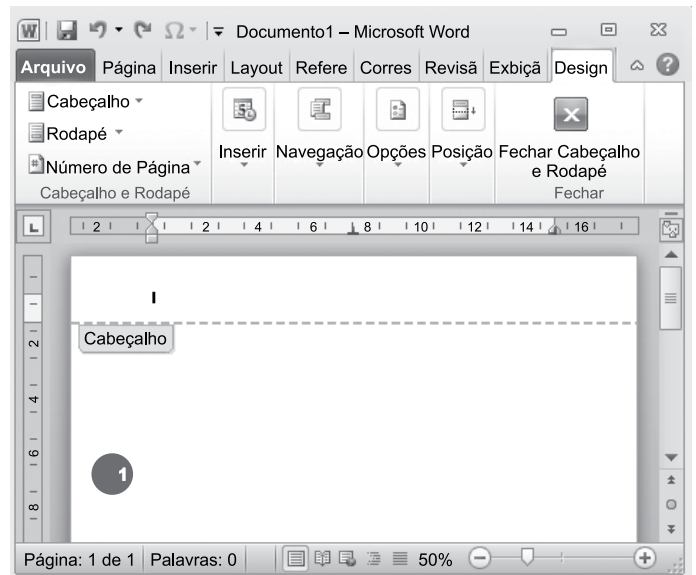 Documento1 – Microsoft Word
Arquivo Página Inserir Layout Refere Corres Revisã Exbiçã Design
Cabeçalho
Rodapé
Número de Página
Cabeçalho e Rodapé
Inserir Navegação Opções Posição Fechar Cabeçalho
e Rodapé
Fechar
L 2 2 4 6 8 10 12 14 16
Cabeçalho
2
4
6
8
1
Página: 1 de 1 Palavras: 0 50%